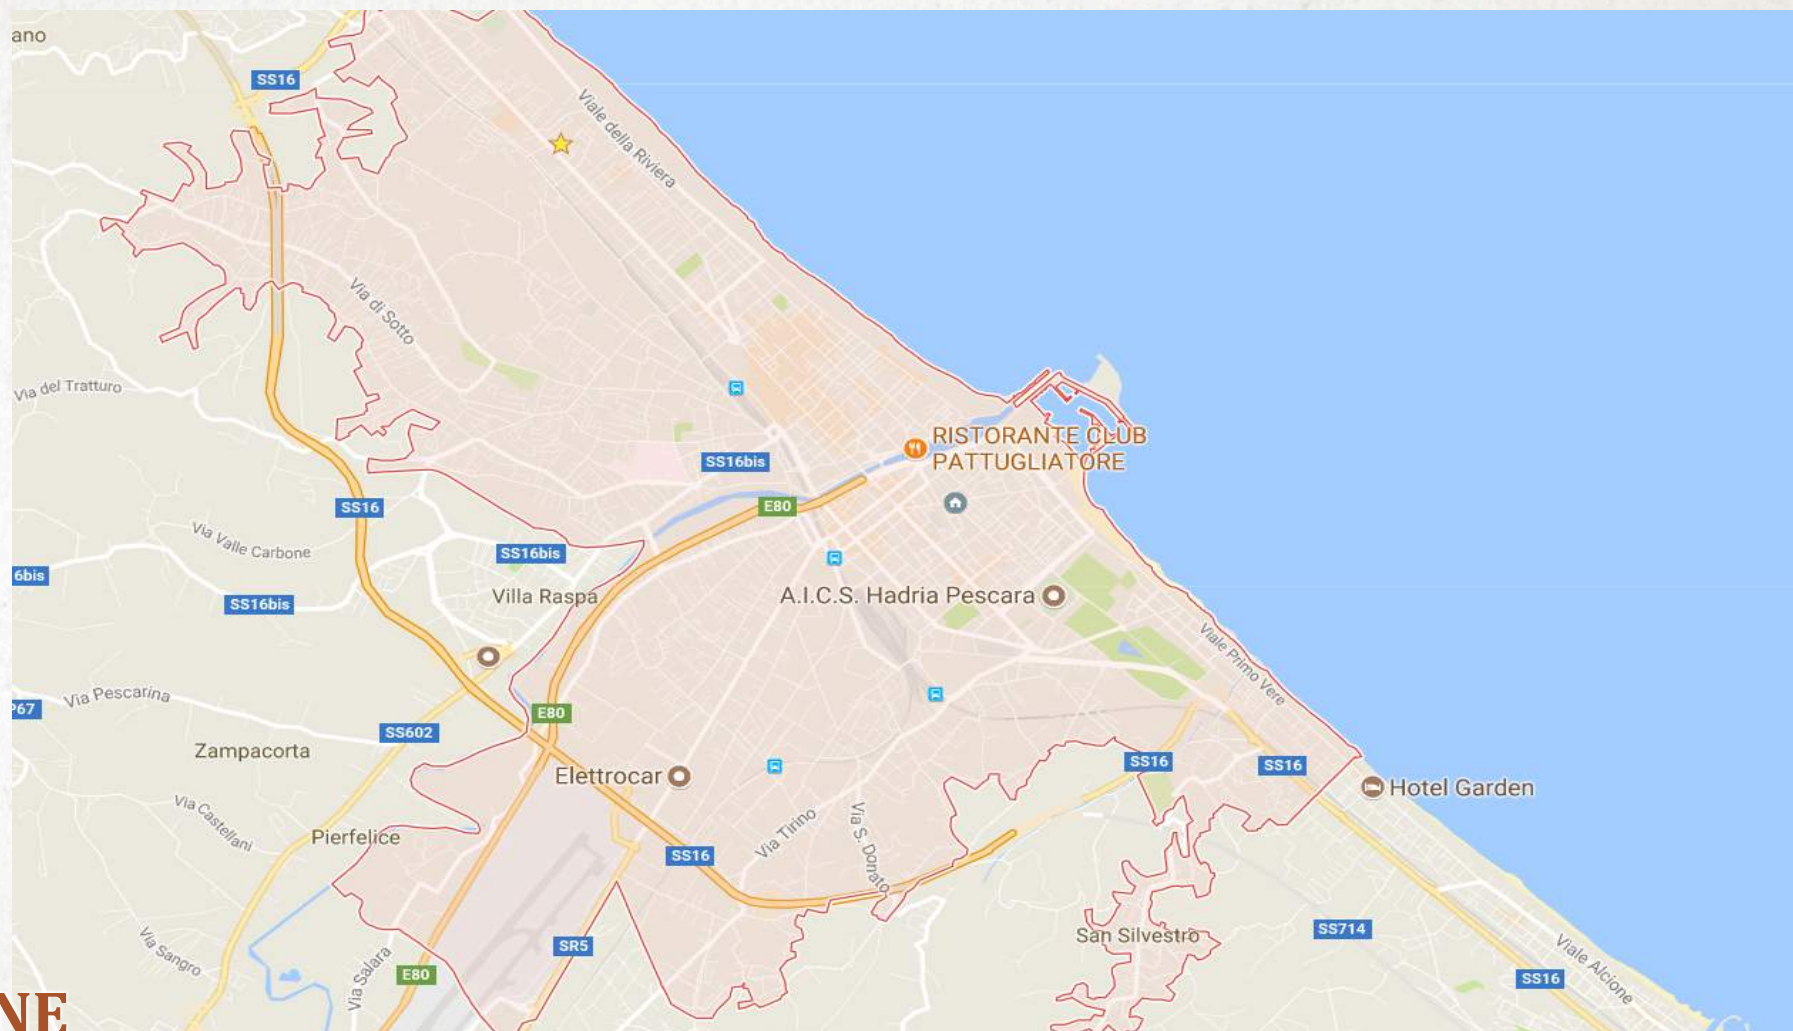 ano
SS16
Viale della Riviera
Via di Sotto
Via del Tratturo
RISTORANTE CLUB
PATTUGLIATORE
SS16bis
SS16
E80
Via Valle Carbone
SS16bis
6bis
SS16bis
Villa Raspa
A.I.C.S. Hadria Pescara
Viale Primo Vere
Via Pescarina
P67
E80
SS602
Zampacorta
SS16
SS16
Elettrocar
Hotel Garden
Via Castellani
Pierfelice
Via Tirino
Via S. Donato
SS16
SS714
San Silvestro
SR5
Via Sangro
Via Salara
E80
Viale Alcione
SS16
NE